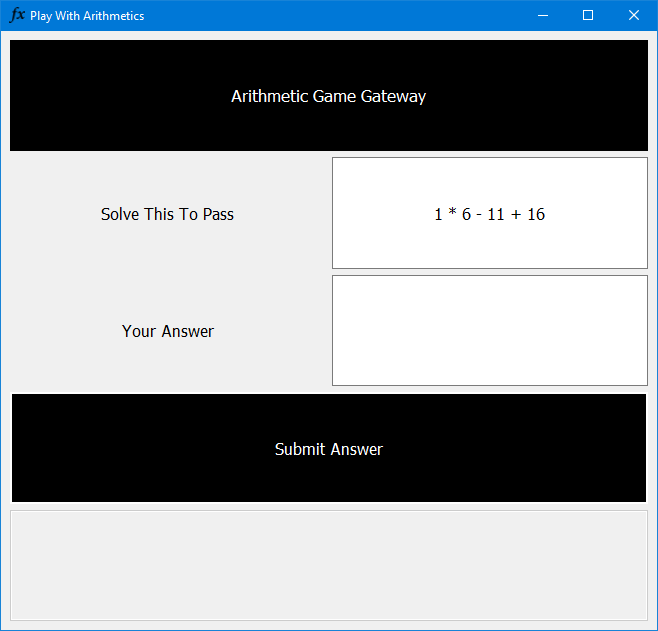 fx Play With Arithmetics
Arithmetic Game Gateway
Solve This To Pass
1 * 6 - 11 + 16
Your Answer
Submit Answer